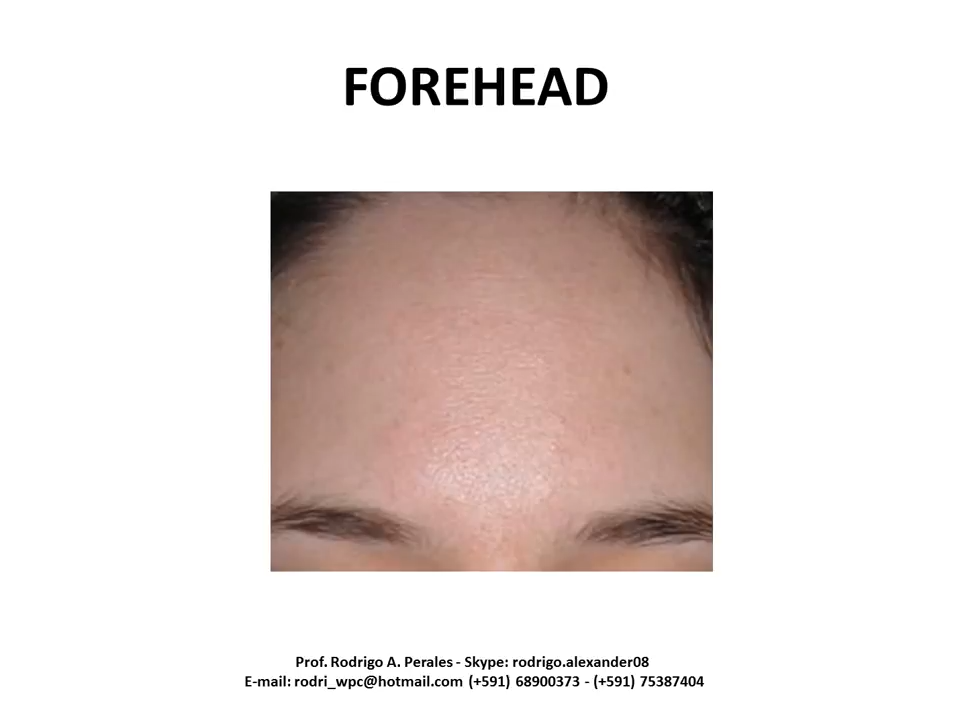 FOREHEAD
Prof. Rodrigo A. Perales - Skype: rodrigo.alexander08
E-mail: rodri_wpc@hotmail.com (+591) 68900373 - (+591) 75387404